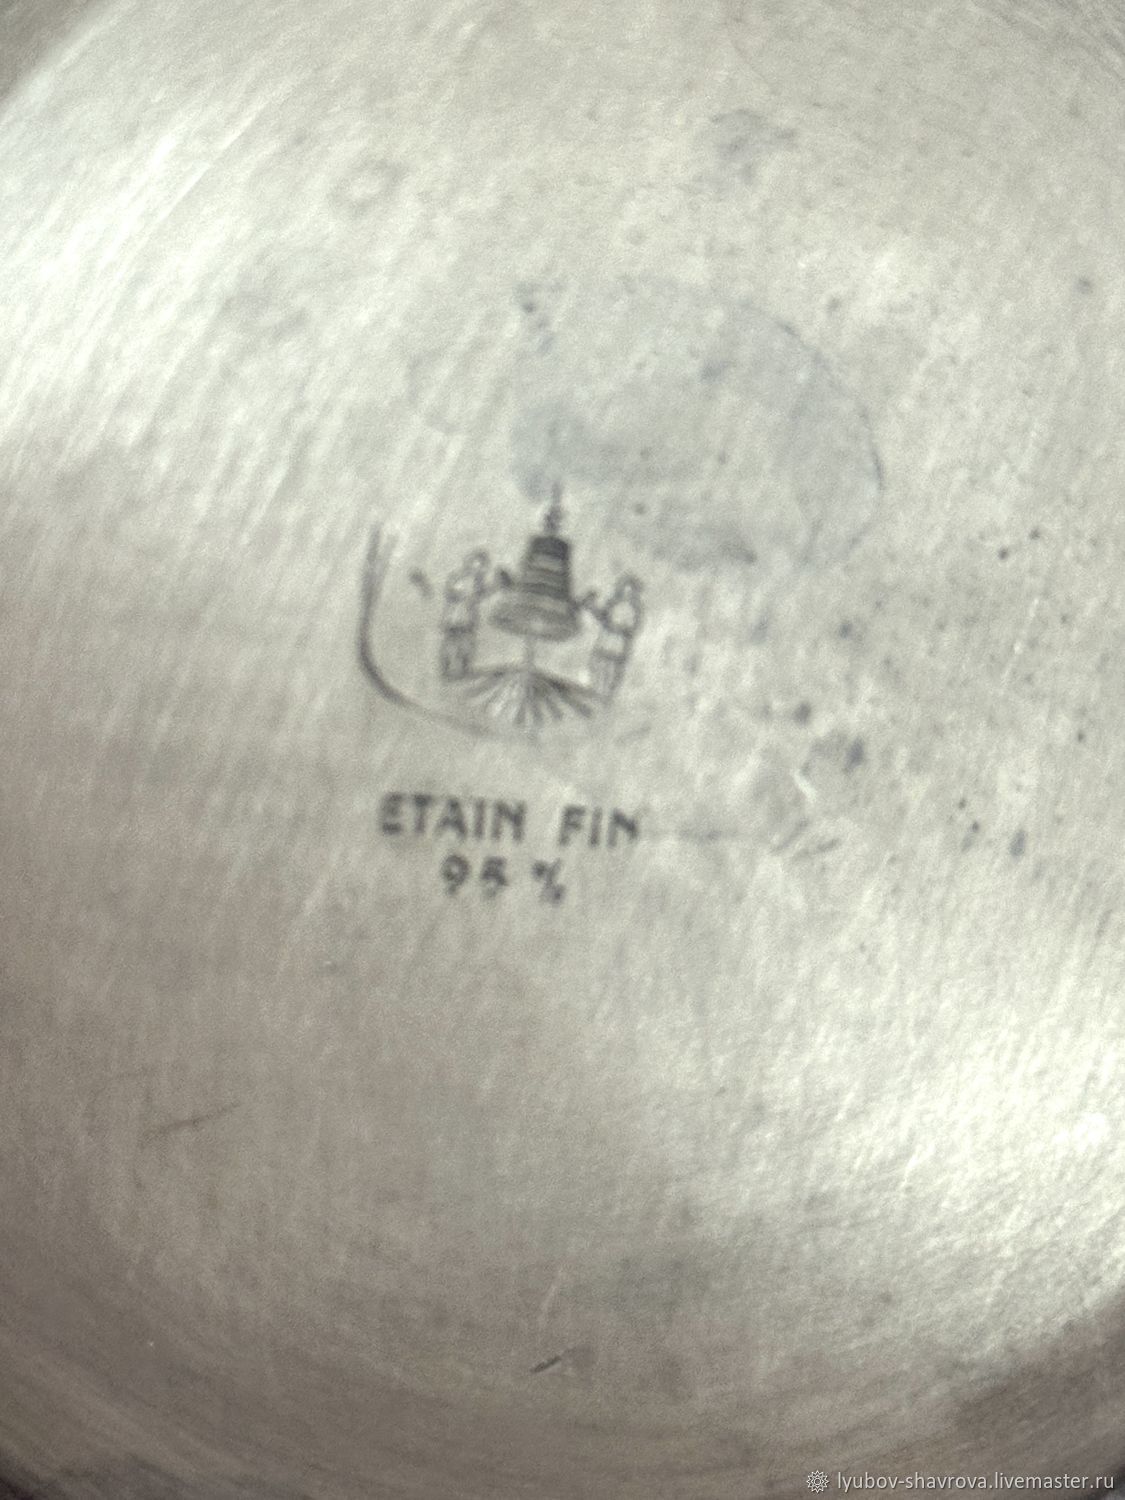 ETAIN FIN
95 %
lyubov-shavrova.livemaster.ru